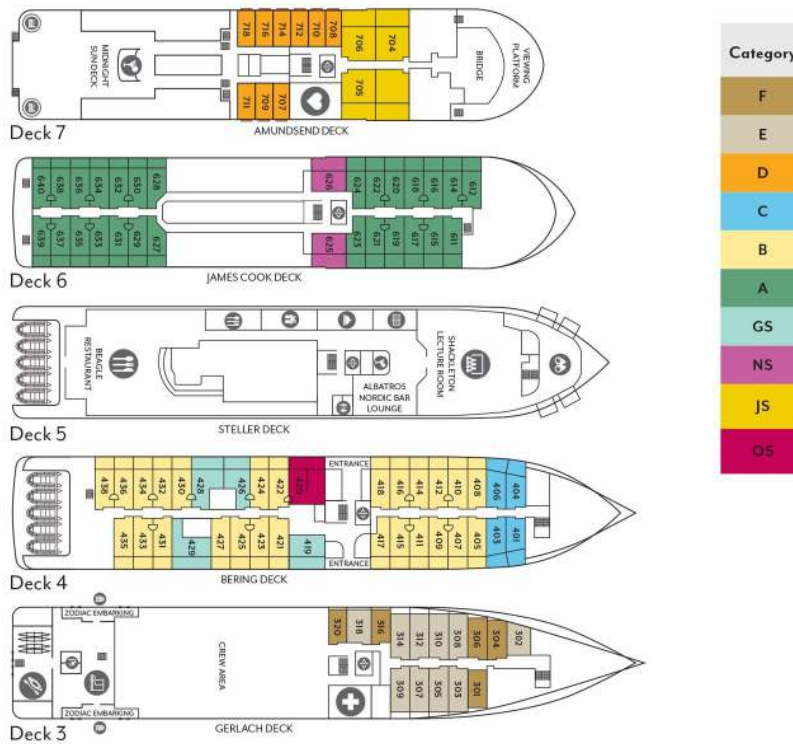 718
716
714
712
710
708
706
704
MIDNIGHT
SUN DECK
BRIDGE
VIEWING
PLATFORM
711
709
707
705
Deck 7
AMUNDSEND DECK
640
638
636
634
632
630
628
626
624
622
620
618
616
614
612
639
637
635
633
631
629
627
625
623
621
619
617
615
611
Deck 6
JAMES COOK DECK
BEAGLE
RESTAURANT
SHACKLETON
LECTURE ROOM
ALBATROS
NORDIC BAR
LOUNGE
Deck 5
STELLER DECK
438
436
434
432
430
428
426
424
422
420
ENTRANCE
418
416
414
412
410
408
406
404
435
433
431
429
427
425
423
421
419
ENTRANCE
417
415
411
409
407
405
403
401
Deck 4
BERING DECK
ZODIAC EMBARKING
CREW AREA
320
318
316
314
312
310
308
306
304
302
309
307
305
303
301
ZODIAC EMBARKING
Deck 3
GERLACH DECK
Category
F
E
D
C
B
A
GS
NS
JS
OS